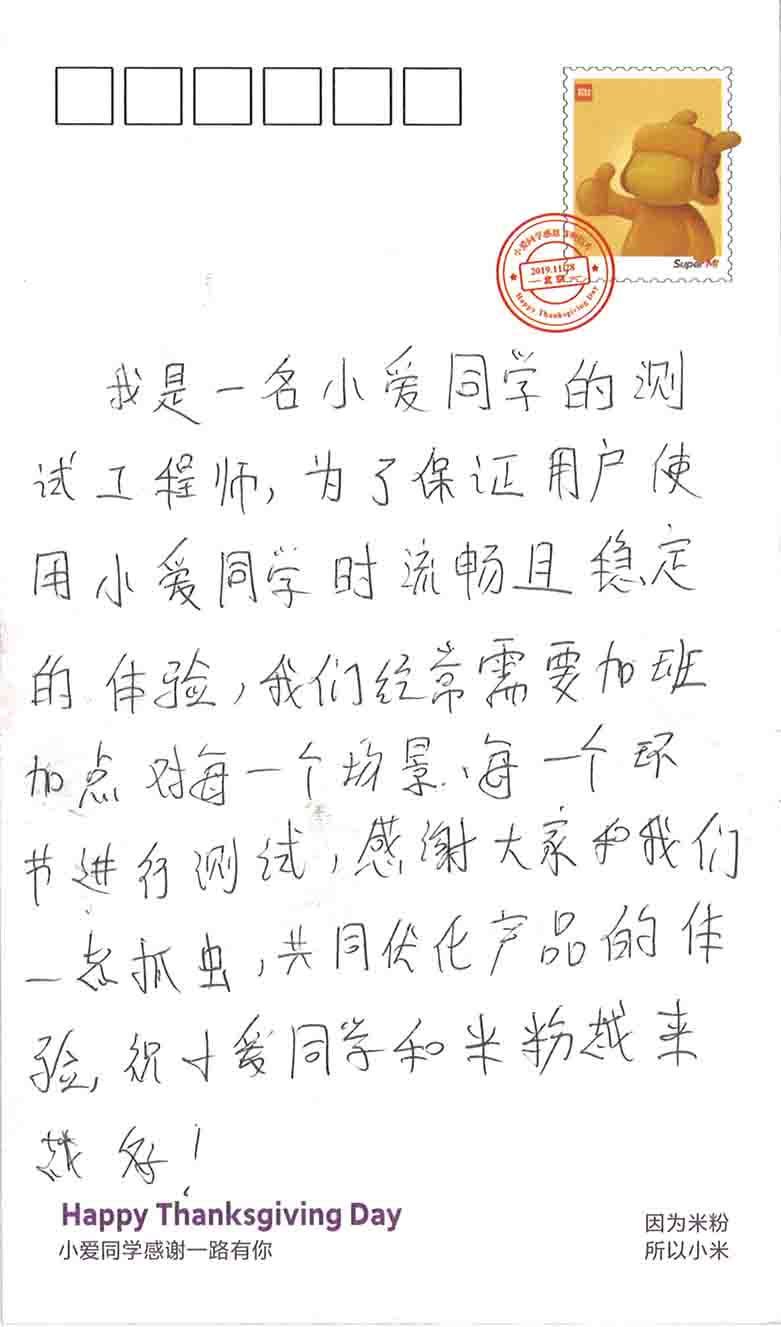 小爱同学感恩节明信片
2019.11.28
北京
Happy Thanksgiving Day
Super MI
我是一名小爱同学的测
试工程师,为了保证用户使
用小爱同学时流畅且稳定
的体验,我们经常需要加班
加点对每一个场景、每一个环
节进行测试,感谢大家和我们
一起抓虫,共同优化产品的体
验,祝小爱同学和米粉越来
越好!
Happy Thanksgiving Day
小爱同学感谢一路有你
因为米粉
所以小米